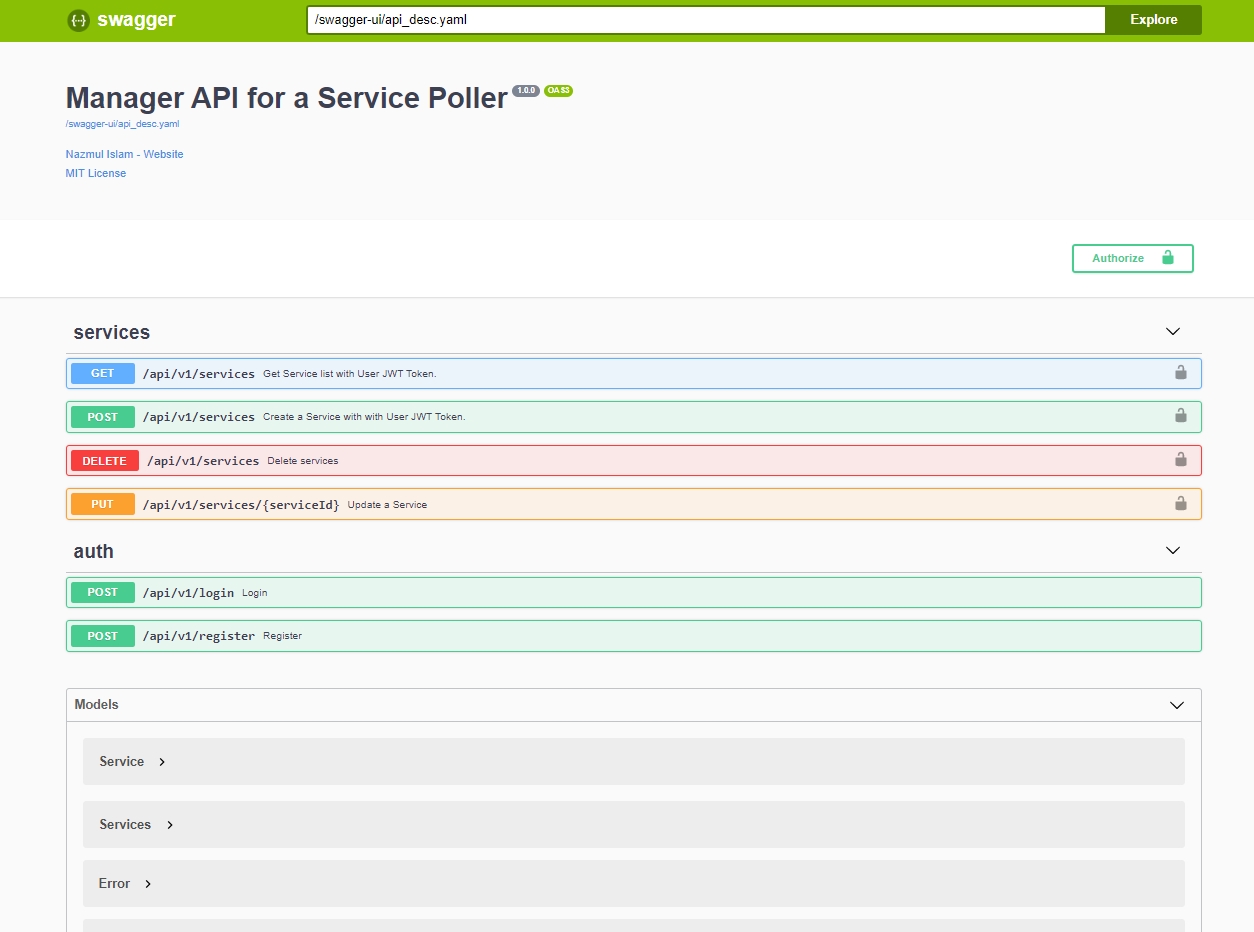 {··} swagger /swagger-ui/api_desc.yaml Explore
Manager API for a Service Poller 1.0.0 OAS3
/swagger-ui/api_desc.yaml
Nazmul Islam - Website
MIT License
Authorize
services
GET /api/v1/services Get Service list with User JWT Token.
POST /api/v1/services Create a Service with with User JWT Token.
DELETE /api/v1/services Delete services
PUT /api/v1/services/{serviceId} Update a Service
auth
POST /api/v1/login Login
POST /api/v1/register Register
Models
Service
Services
Error